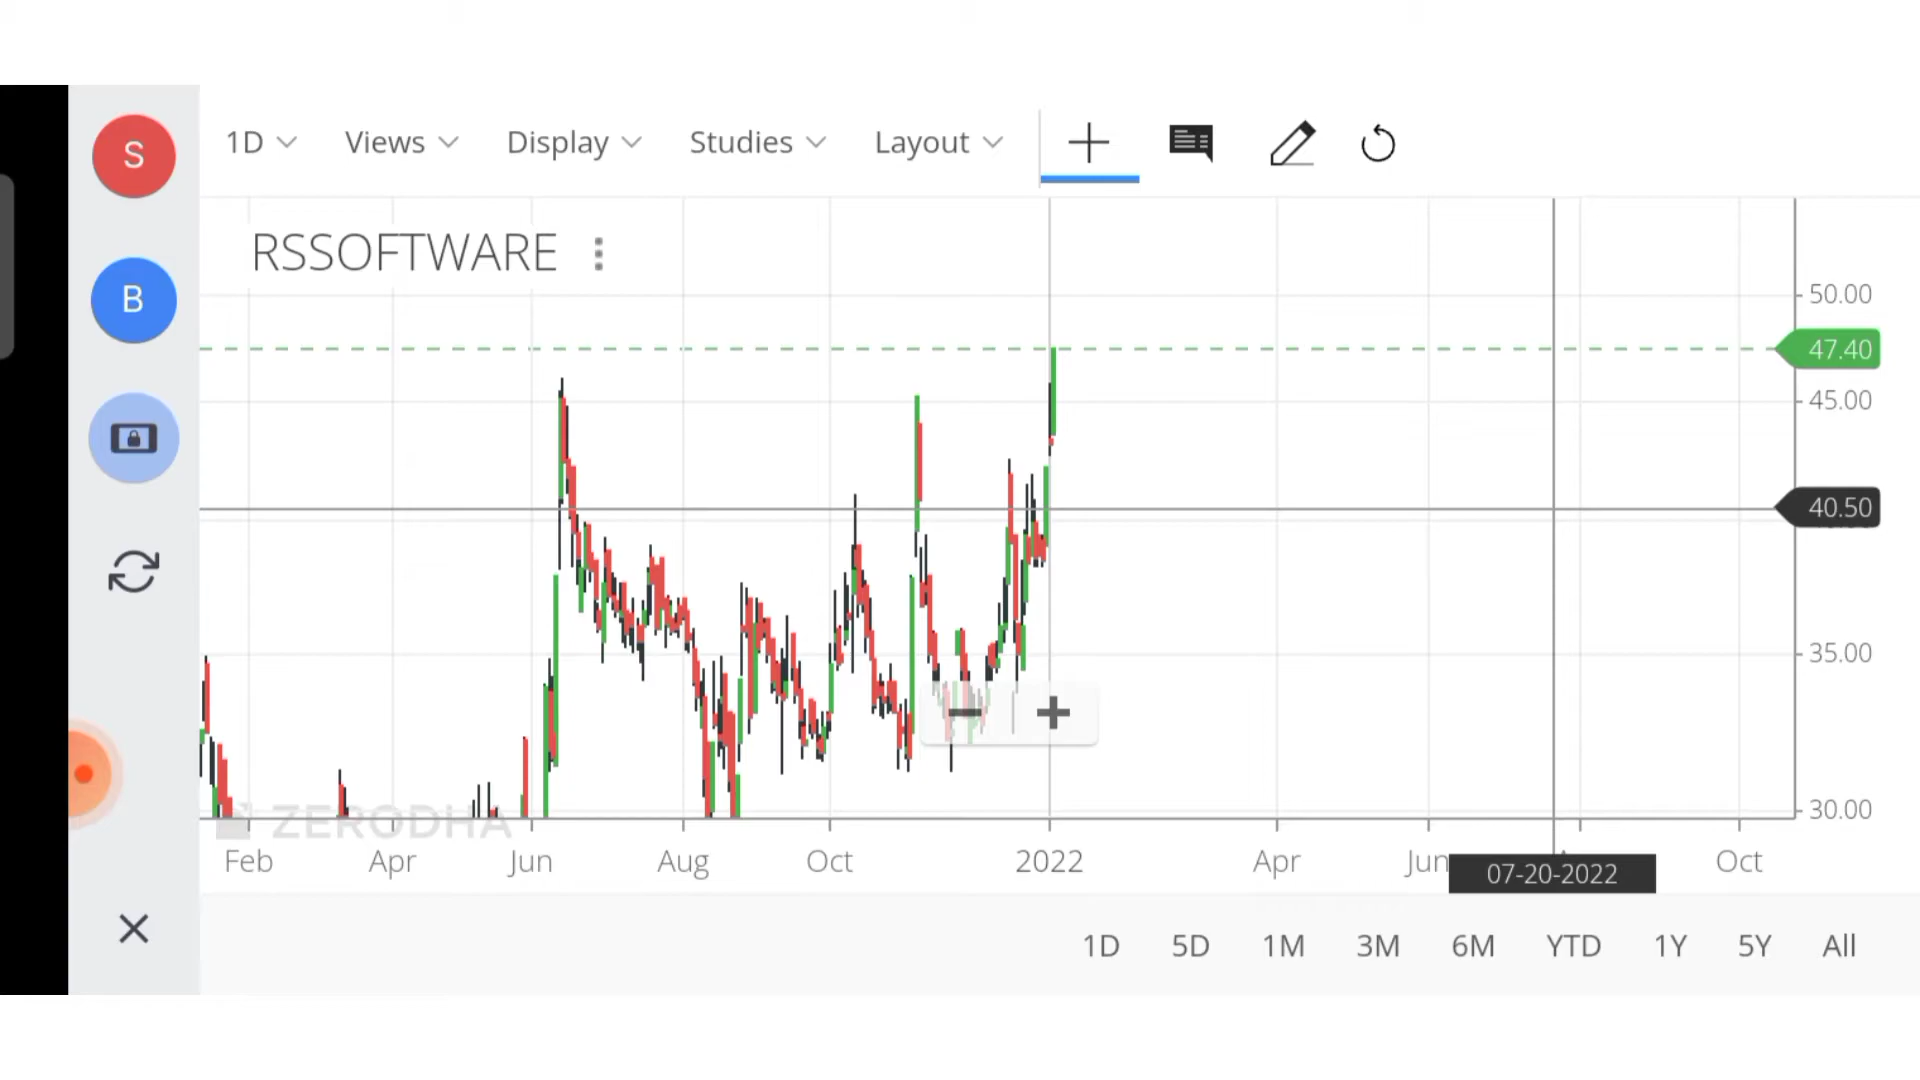 S
1D Views Display Studies Layout
RSSOFTWARE
B
50.00
47.40
45.00
40.50
35.00
30.00
ZERODHA
Feb Apr Jun Aug Oct 2022 Apr Jun Oct
07-20-2022
1D 5D 1M 3M 6M YTD 1Y 5Y All